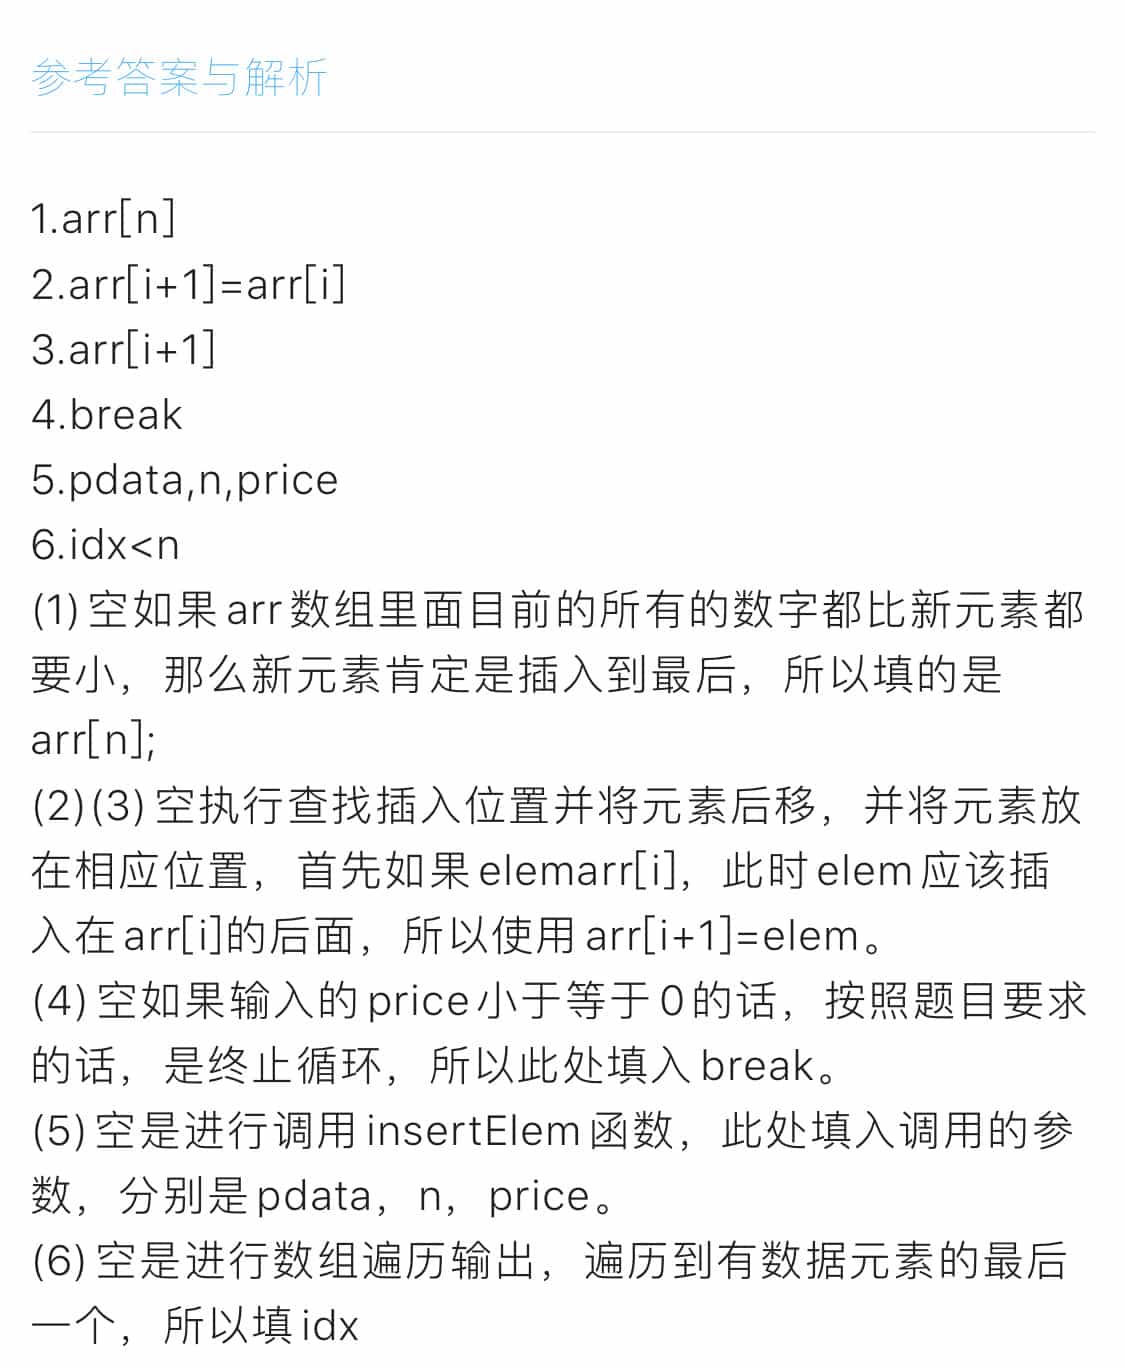 参考答案与解析
1.arr[n]
2.arr[i+1]=arr[i]
3.arr[i+1]
4.break
5.pdata,n,price
6.idx<n
(1)空如果arr数组里面目前的所有的数字都比新元素都
要小，那么新元素肯定是插入到最后，所以填的是
arr[n];
(2)(3)空执行查找插入位置并将元素后移，并将元素放
在相应位置，首先如果elemarr[i]，此时elem应该插
入在arr[i]的后面，所以使用arr[i+1]=elem。
(4)空如果输入的price小于等于0的话，按照题目要求
的话，是终止循环，所以此处填入break。
(5)空是进行调用insertElem函数，此处填入调用的参
数，分别是pdata，n，price。
(6)空是进行数组遍历输出，遍历到有数据元素的最后
一个，所以填idx